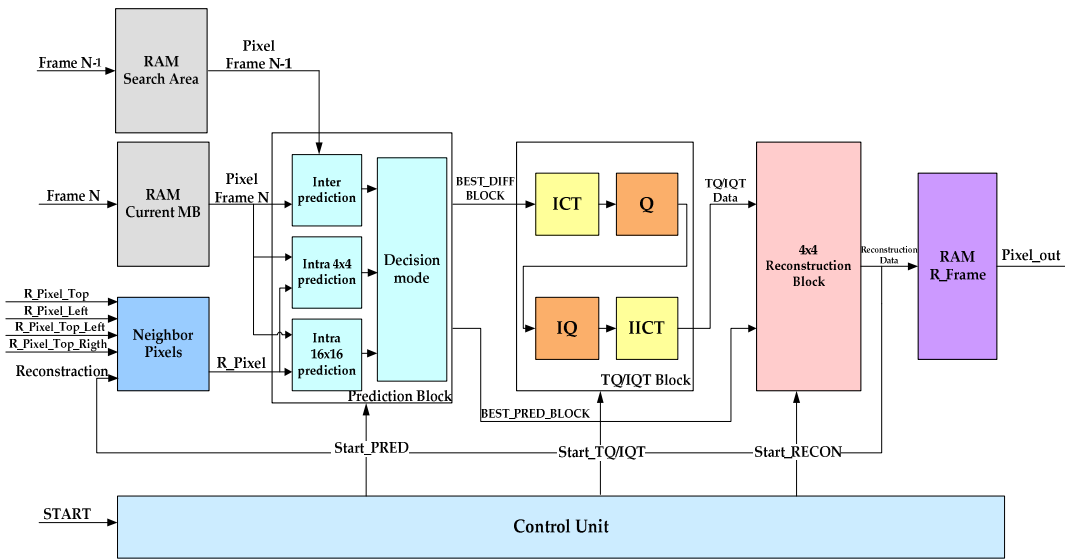 Frame N-1
RAM
Search Area
Pixel
Frame N-1
Frame N
RAM
Current MB
Pixel
Frame N
R_Pixel_Top
R_Pixel_Left
R_Pixel_Top_Left
R_Pixel_Top_Rigth
Reconstraction
Neighbor
Pixels
R_Pixel
Inter
prediction
Intra 4x4
prediction
Intra
16x16
prediction
Decision
mode
Prediction Block
BEST_DIFF
BLOCK
ICT
Q
IQ
IICT
TQ/IQT Block
BEST_PRED_BLOCK
TQ/IQT
Data
4x4
Reconstruction
Block
Reconstruction
Data
RAM
R_Frame
Pixel_out
Start_PRED
Start_TQ/IQT
Start_RECON
START
Control Unit